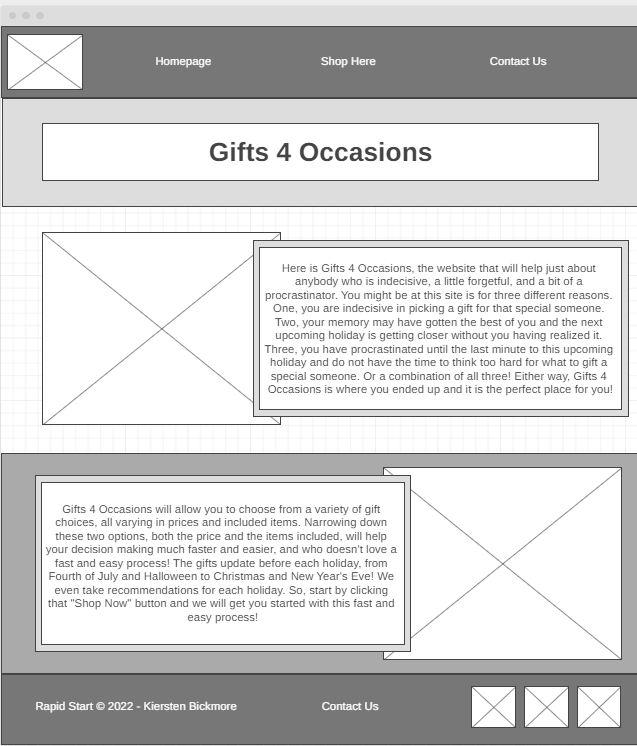 Homepage
Shop Here
Contact Us
Gifts 4 Occasions
Here is Gifts 4 Occasions, the website that will help just about
anybody who is indecisive, a little forgetful, and a bit of a
procrastinator. You might be at this site is for three different reasons.
One, you are indecisive in picking a gift for that special someone.
Two, your memory may have gotten the best of you and the next
upcoming holiday is getting closer without you having realized it.
Three, you have procrastinated until the last minute to this upcoming
holiday and do not have the time to think too hard for what to gift a
special someone. Or a combination of all three! Either way, Gifts 4
Occasions is where you ended up and it is the perfect place for you!
Gifts 4 Occasions will allow you to choose from a variety of gift
choices, all varying in prices and included items. Narrowing down
these two options, both the price and the items included, will help
your decision making much faster and easier, and who doesn't love a
fast and easy process! The gifts update before each holiday, from
Fourth of July and Halloween to Christmas and New Year's Eve! We
even take recommendations for each holiday. So, start by clicking
that "Shop Now" button and we will get you started with this fast and
easy process!
Rapid Start © 2022 - Kiersten Bickmore
Contact Us